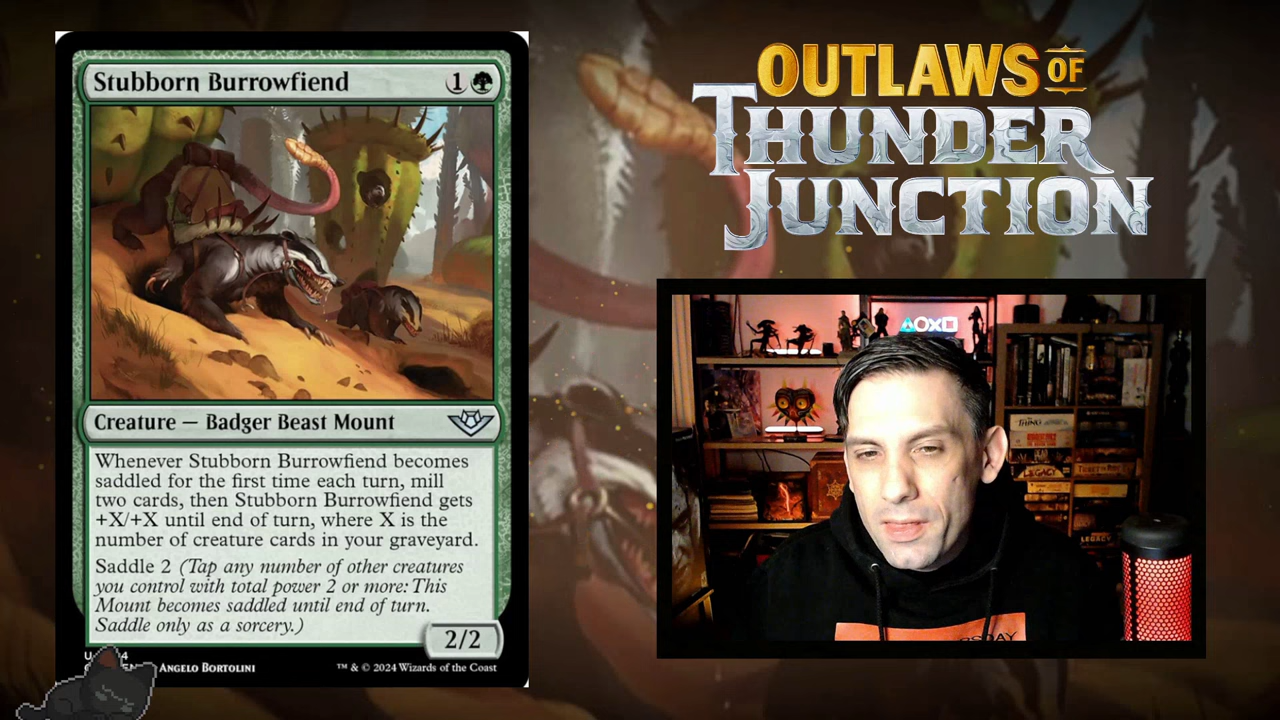 Stubborn Burrowfiend 1
Creature — Badger Beast Mount
Whenever Stubborn Burrowfiend becomes
saddled for the first time each turn, mill
two cards, then Stubborn Burrowfiend gets
+X/+X until end of turn, where X is the
number of creature cards in your graveyard.
Saddle 2 (Tap any number of other creatures
you control with total power 2 or more: This
Mount becomes saddled until end of turn.
Saddle only as a sorcery.)
2/2
ANGELO BORTOLINI
™ & © 2024 Wizards of the Coast
OUTLAWS OF
THUNDER
JUNCTION
THING
LEGACY
LEGACY